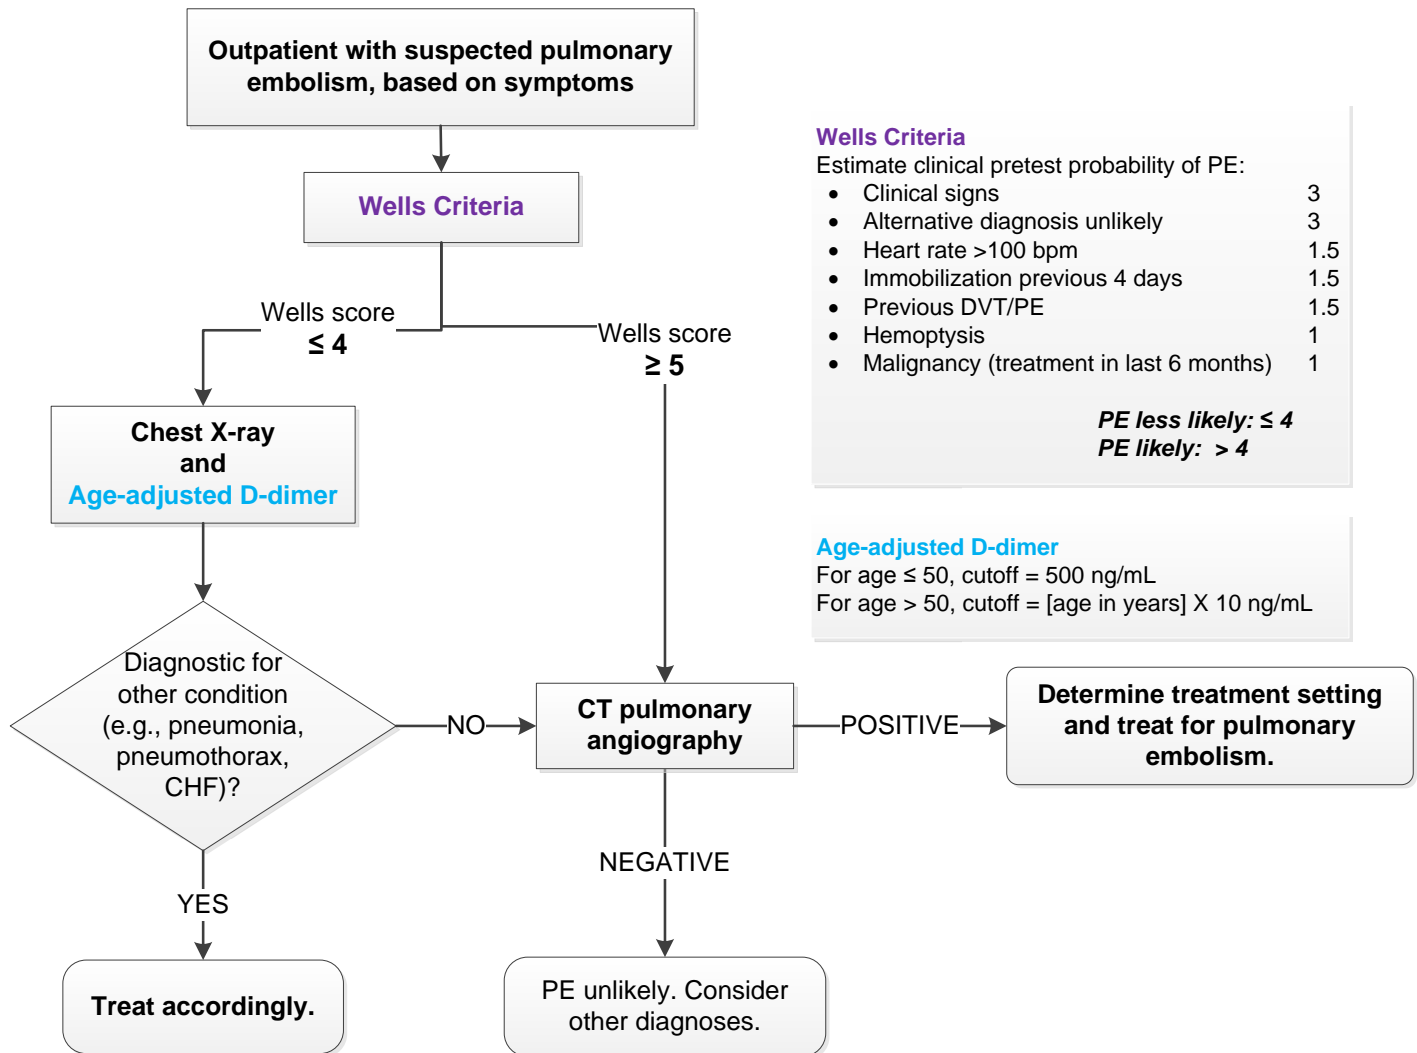 Outpatient with suspected pulmonary
embolism, based on symptoms
Wells Criteria
Wells score
≤ 4
Wells score
≥ 5
Chest X-ray
and
Age-adjusted D-dimer
Diagnostic for
other condition
(e.g., pneumonia,
pneumothorax,
CHF)?
NO
YES
Treat accordingly.
CT pulmonary
angiography
POSITIVE
Determine treatment setting
and treat for pulmonary
embolism.
NEGATIVE
PE unlikely. Consider
other diagnoses.
Wells Criteria
Estimate clinical pretest probability of PE:
• Clinical signs 3
• Alternative diagnosis unlikely 3
• Heart rate >100 bpm 1.5
• Immobilization previous 4 days 1.5
• Previous DVT/PE 1.5
• Hemoptysis 1
• Malignancy (treatment in last 6 months) 1
PE less likely: ≤ 4
PE likely: > 4
Age-adjusted D-dimer
For age ≤ 50, cutoff = 500 ng/mL
For age > 50, cutoff = [age in years] X 10 ng/mL